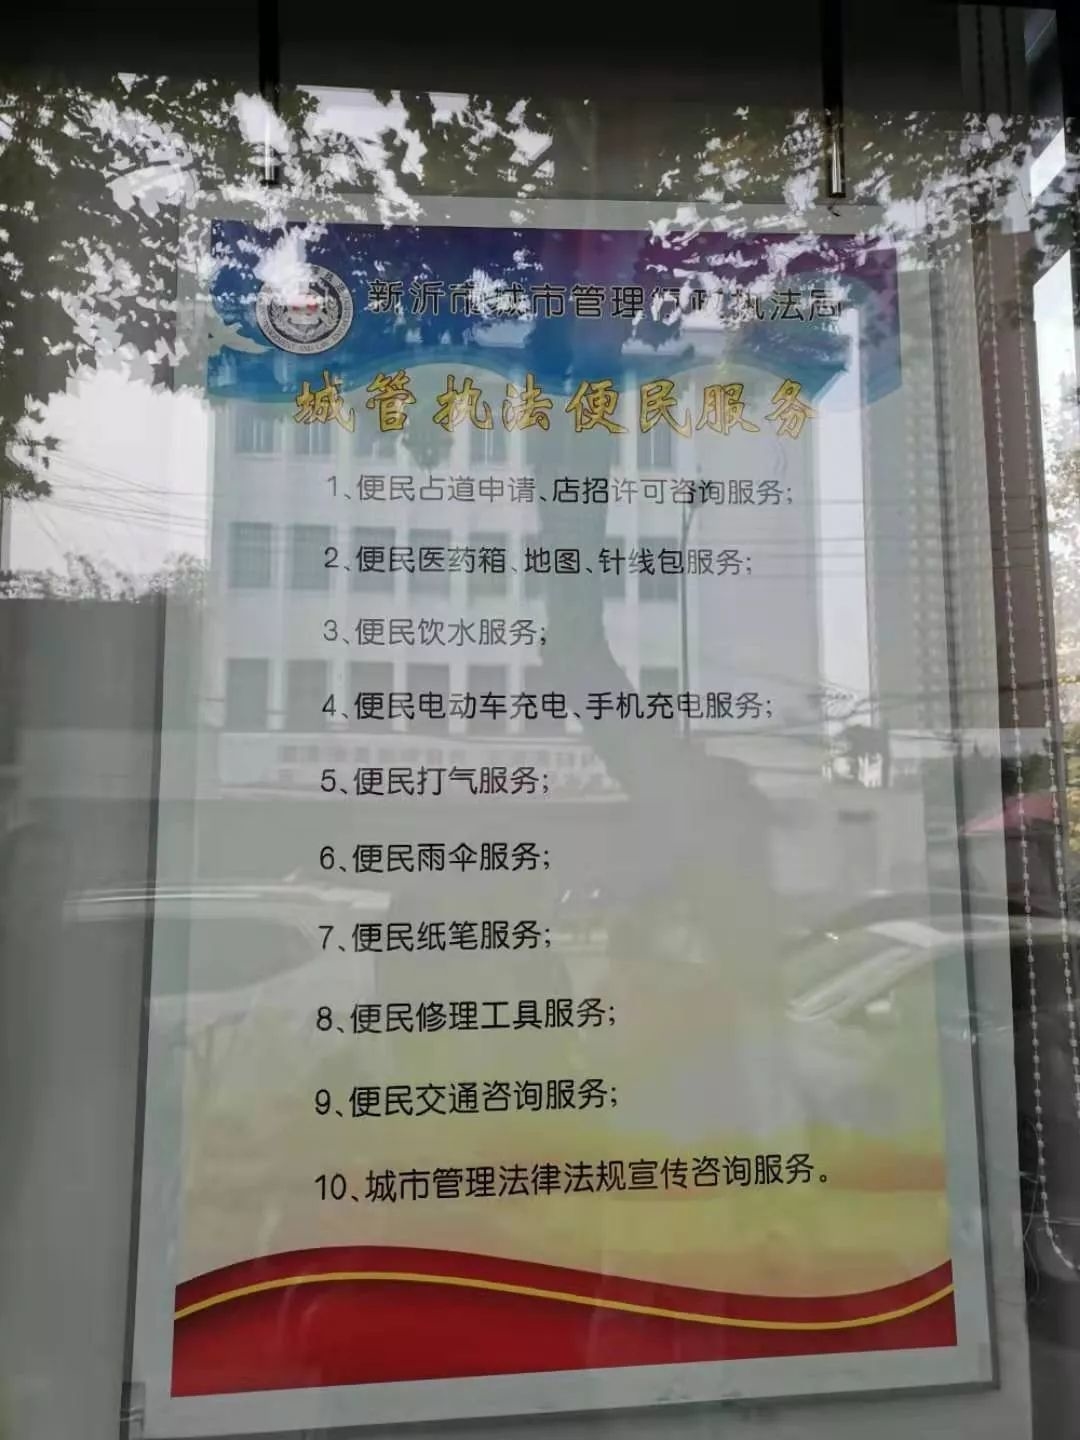 新沂市城市管理行政执法局
城管执法便民服务
1、便民占道申请、店招许可咨询服务;
2、便民医药箱、地图、针线包服务;
3、便民饮水服务;
4、便民电动车充电、手机充电服务;
5、便民打气服务;
6、便民雨伞服务;
7、便民纸笔服务;
8、便民修理工具服务;
9、便民交通咨询服务;
10、城市管理法律法规宣传咨询服务。